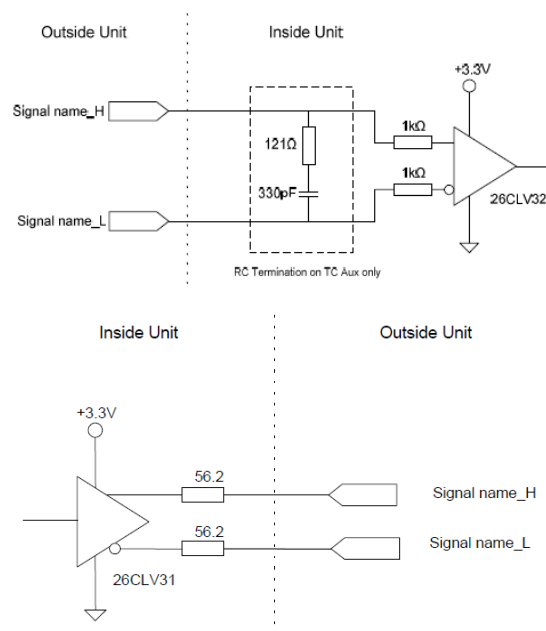 Outside Unit
Inside Unit
+3.3V
Signal name_H
1kΩ
121Ω
1kΩ
330pF
26CLV32
Signal name_L
RC Termination on TC Aux only
Inside Unit
Outside Unit
+3.3V
56.2
Signal name_H
56.2
Signal name_L
26CLV31